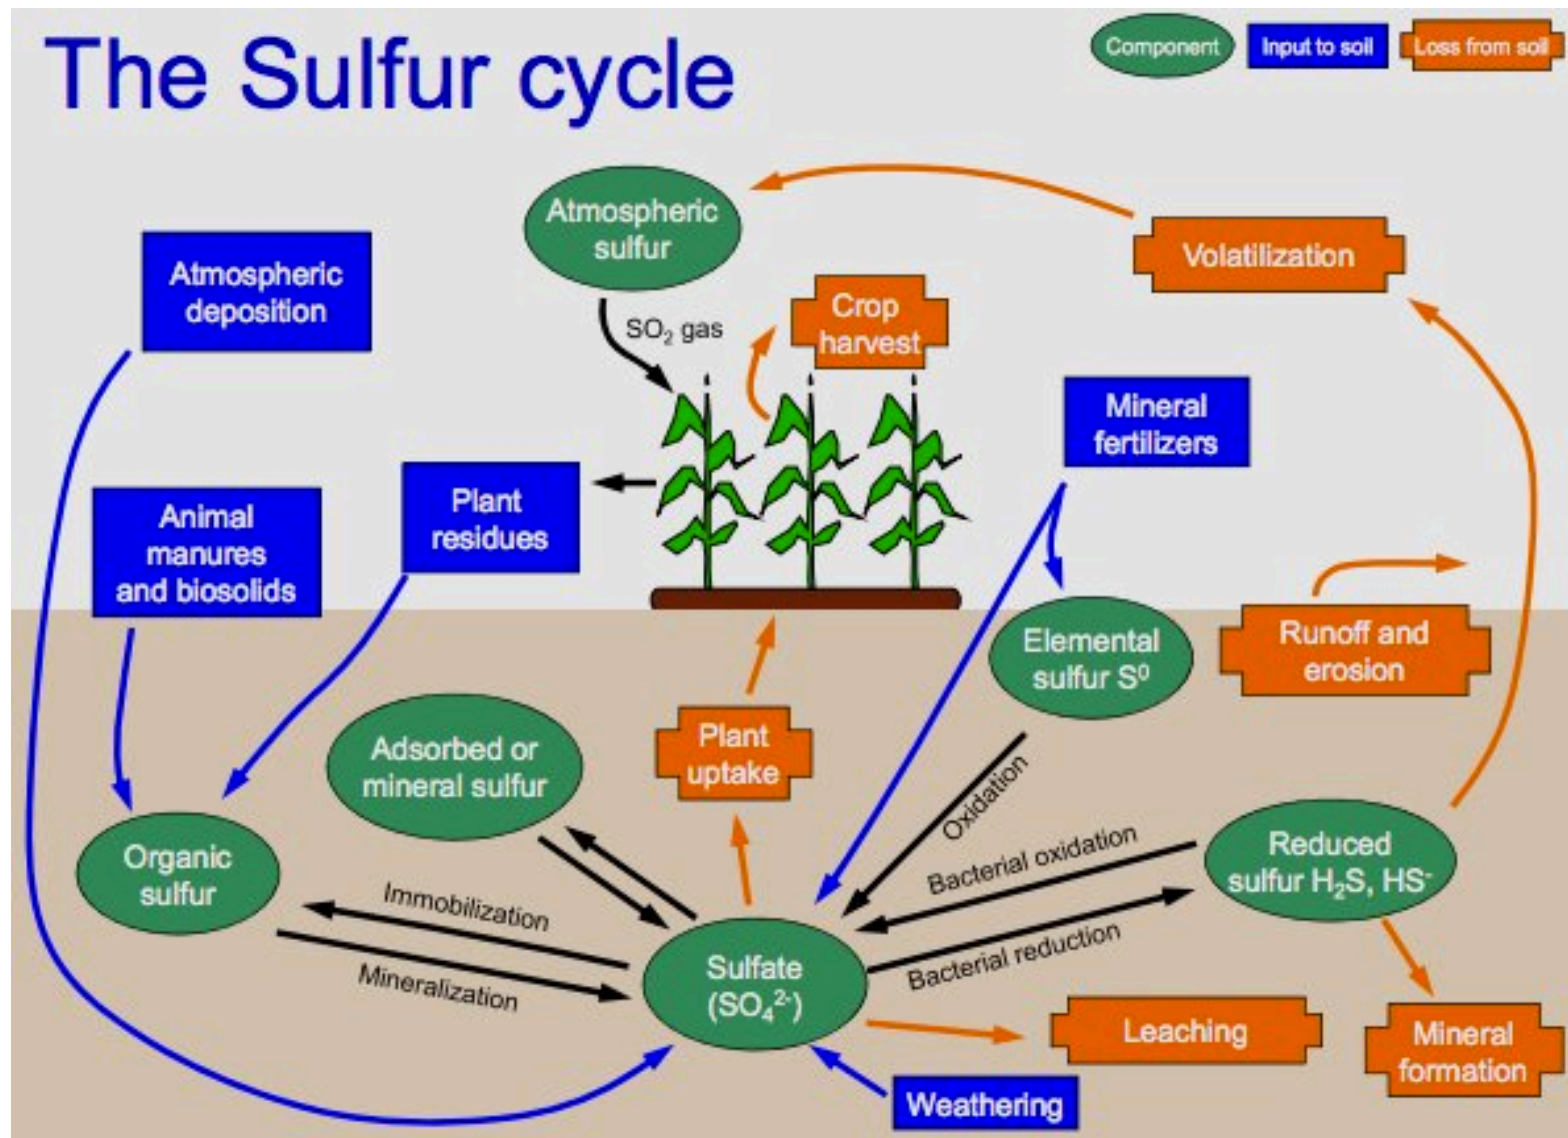 The Sulfur cycle
Component
Input to soil
Loss from soil
Atmospheric
sulfur
Volatilization
Atmospheric
deposition
SO₂ gas
Crop
harvest
Mineral
fertilizers
Animal
manures
and biosolids
Plant
residues
Elemental
sulfur S⁰
Runoff and
erosion
Adsorbed or
mineral sulfur
Plant
uptake
Oxidation
Organic
sulfur
Immobilization
Mineralization
Bacterial oxidation
Bacterial reduction
Reduced
sulfur H₂S, HS⁻
Sulfate
(SO₄²⁻)
Leaching
Mineral
formation
Weathering